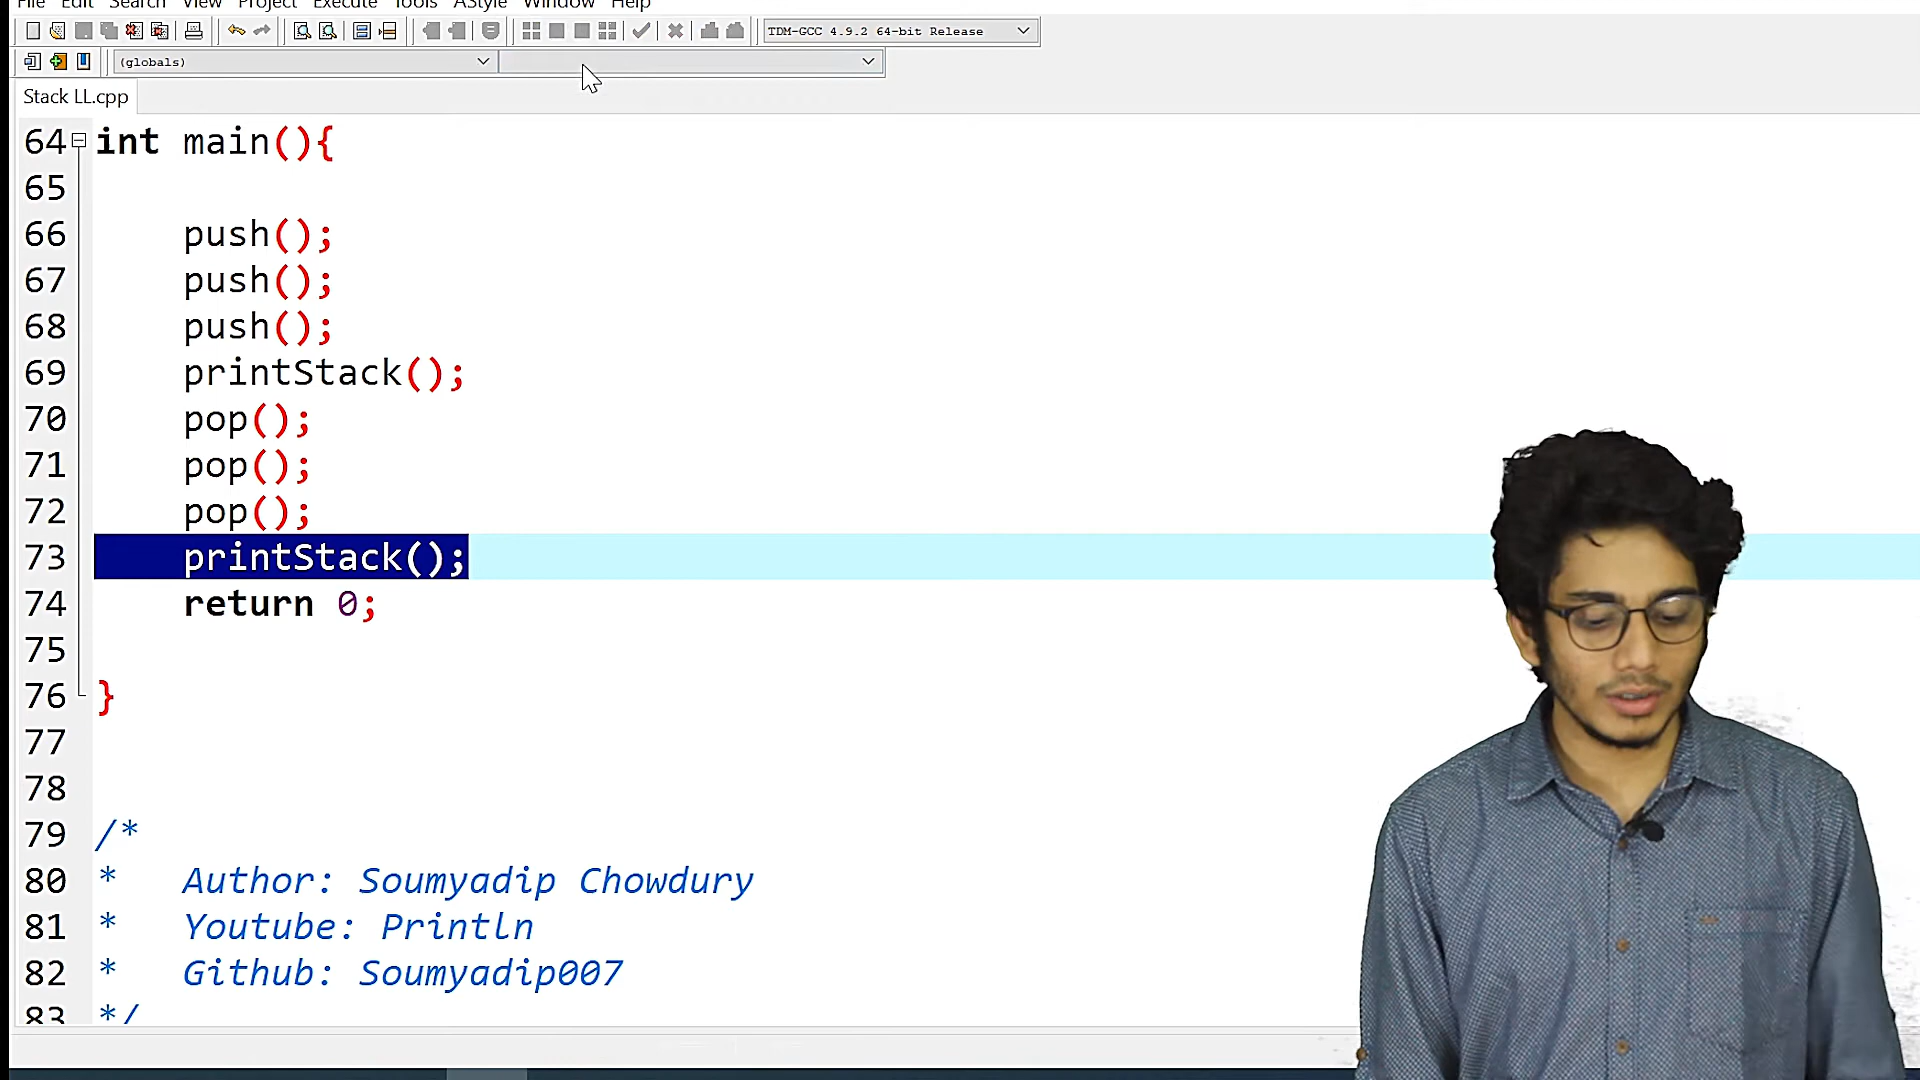 File Edit Search View Project Execute Tools AStyle Window Help
TDM-GCC 4.9.2 64-bit Release
(globals)
Stack LL.cpp
64 int main(){
65
66 push();
67 push();
68 push();
69 printStack();
70 pop();
71 pop();
72 pop();
73 printStack();
74 return 0;
75
76 }
77
78
79 /*
80 * Author: Soumyadip Chowdury
81 * Youtube: Println
82 * Github: Soumyadip007
83 */